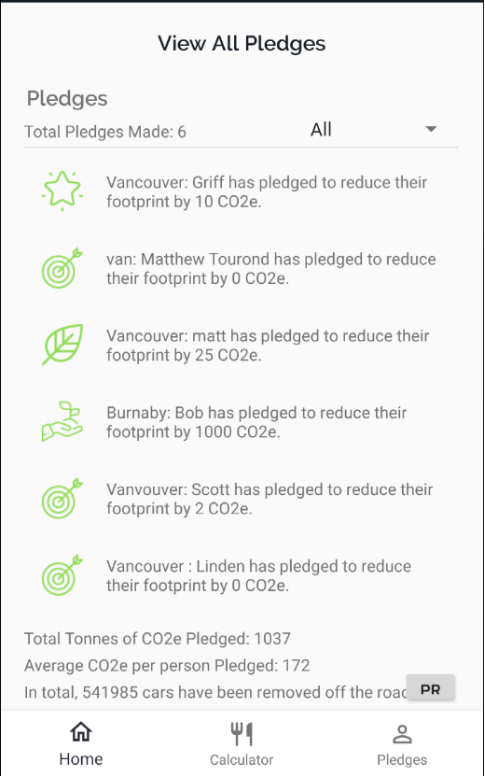 View All Pledges
Pledges
Total Pledges Made: 6
All
Vancouver: Griff has pledged to reduce their
footprint by 10 CO2e.
van: Matthew Tourond has pledged to reduce
their footprint by 0 CO2e.
Vancouver: matt has pledged to reduce their
footprint by 25 CO2e.
Burnaby: Bob has pledged to reduce their
footprint by 1000 CO2e.
Vanvouver: Scott has pledged to reduce their
footprint by 2 CO2e.
Vancouver : Linden has pledged to reduce
their footprint by 0 CO2e.
Total Tonnes of CO2e Pledged: 1037
Average CO2e per person Pledged: 172
In total, 541985 cars have been removed off the roa
PR
Home
Calculator
Pledges